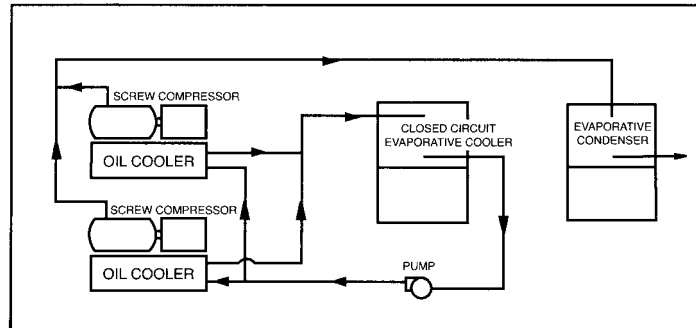 SCREW COMPRESSOR
OIL COOLER
SCREW COMPRESSOR
OIL COOLER
CLOSED CIRCUIT
EVAPORATIVE COOLER
EVAPORATIVE
CONDENSER
PUMP